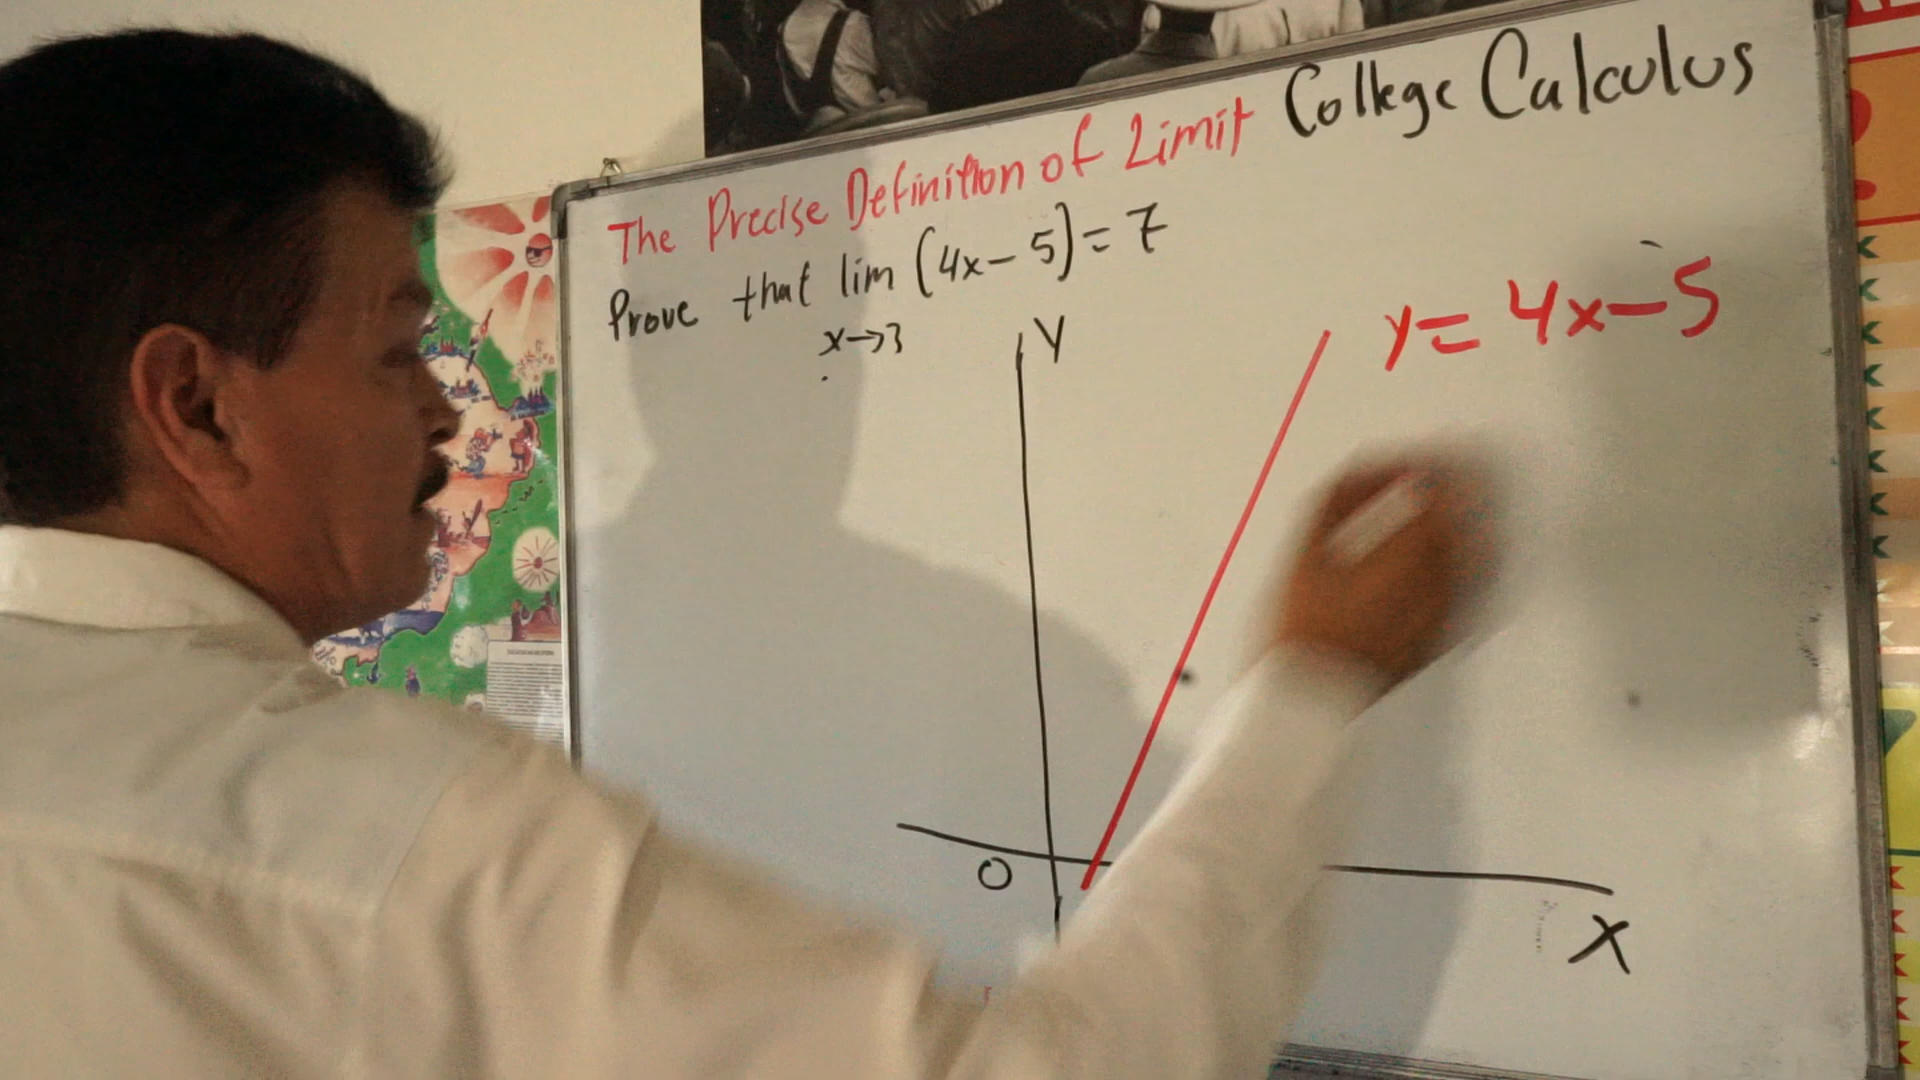 The Precise Definition of Limit College Calculus
Prove that lim (4x-5)=7
x→3
y
y= 4x-5
O
X